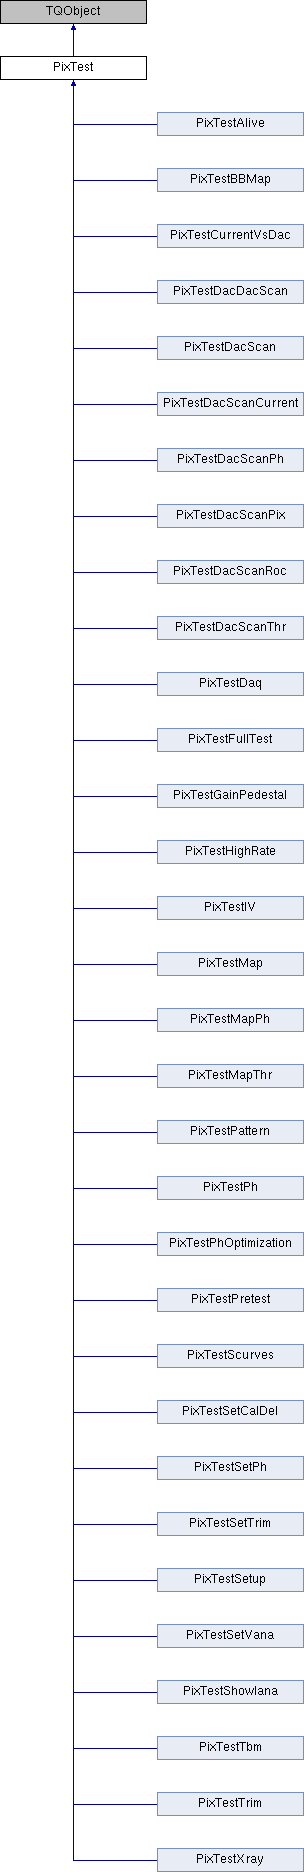 TQObject
PixTest
PixTestAlive
PixTestBBMap
PixTestCurrentVsDac
PixTestDacDacScan
PixTestDacScan
PixTestDacScanCurrent
PixTestDacScanPh
PixTestDacScanPix
PixTestDacScanRoc
PixTestDacScanThr
PixTestDaq
PixTestFullTest
PixTestGainPedestal
PixTestHighRate
PixTestIV
PixTestMap
PixTestMapPh
PixTestMapThr
PixTestPattern
PixTestPh
PixTestPhOptimization
PixTestPretest
PixTestScurves
PixTestSetCalDel
PixTestSetPh
PixTestSetTrim
PixTestSetup
PixTestSetVana
PixTestShowIana
PixTestTbm
PixTestTrim
PixTestXray